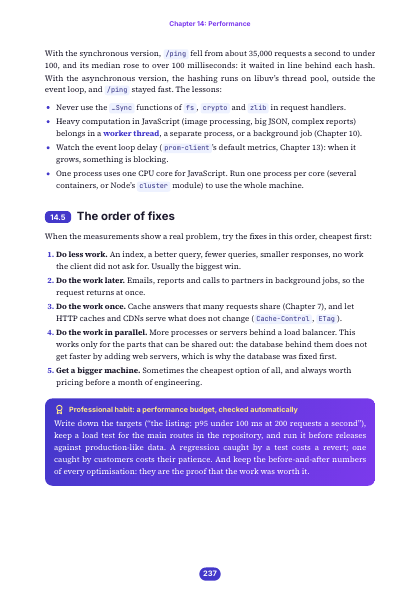 Chapter 14: Performance
With the synchronous version, /ping fell from about 35,000 requests a second to under
100, and its median rose to over 100 milliseconds: it waited in line behind each hash.
With the asynchronous version, the hashing runs on libuv's thread pool, outside the
event loop, and /ping stayed fast. The lessons:
• Never use the …Sync functions of fs, crypto and zlib in request handlers.
• Heavy computation in JavaScript (image processing, big JSON, complex reports)
belongs in a worker thread, a separate process, or a background job (Chapter 10).
• Watch the event loop delay (prom-client's default metrics, Chapter 13): when it
grows, something is blocking.
• One process uses one CPU core for JavaScript. Run one process per core (several
containers, or Node's cluster module) to use the whole machine.
14.5 The order of fixes
When the measurements show a real problem, try the fixes in this order, cheapest first:
1. Do less work. An index, a better query, fewer queries, smaller responses, no work
the client did not ask for. Usually the biggest win.
2. Do the work later. Emails, reports and calls to partners in background jobs, so the
request returns at once.
3. Do the work once. Cache answers that many requests share (Chapter 7), and let
HTTP caches and CDNs serve what does not change (Cache-Control, ETag).
4. Do the work in parallel. More processes or servers behind a load balancer. This
works only for the parts that can be shared out: the database behind them does not
get faster by adding web servers, which is why the database was fixed first.
5. Get a bigger machine. Sometimes the cheapest option of all, and always worth
pricing before a month of engineering.
Professional habit: a performance budget, checked automatically
Write down the targets ("the listing: p95 under 100 ms at 200 requests a second"),
keep a load test for the main routes in the repository, and run it before releases
against production-like data. A regression caught by a test costs a revert; one
caught by customers costs their patience. And keep the before-and-after numbers
of every optimisation: they are the proof that the work was worth it.
237